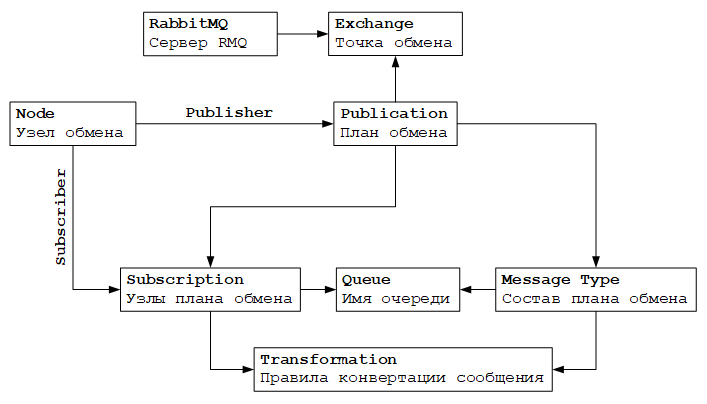 RabbitMQ
Сервер RMQ
Exchange
Точка обмена
Node
Узел обмена
Publisher
Publication
План обмена
Subscriber
Subscription
Узлы плана обмена
Queue
Имя очереди
Message Type
Состав плана обмена
Transformation
Правила конвертации сообщения